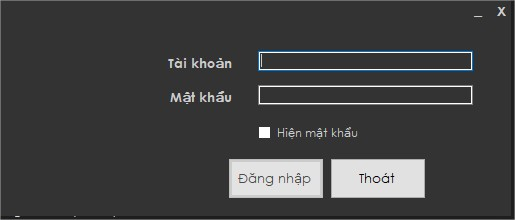 _ X
Tài khoản
Mật khẩu
Hiện mật khẩu
Đăng nhập Thoát